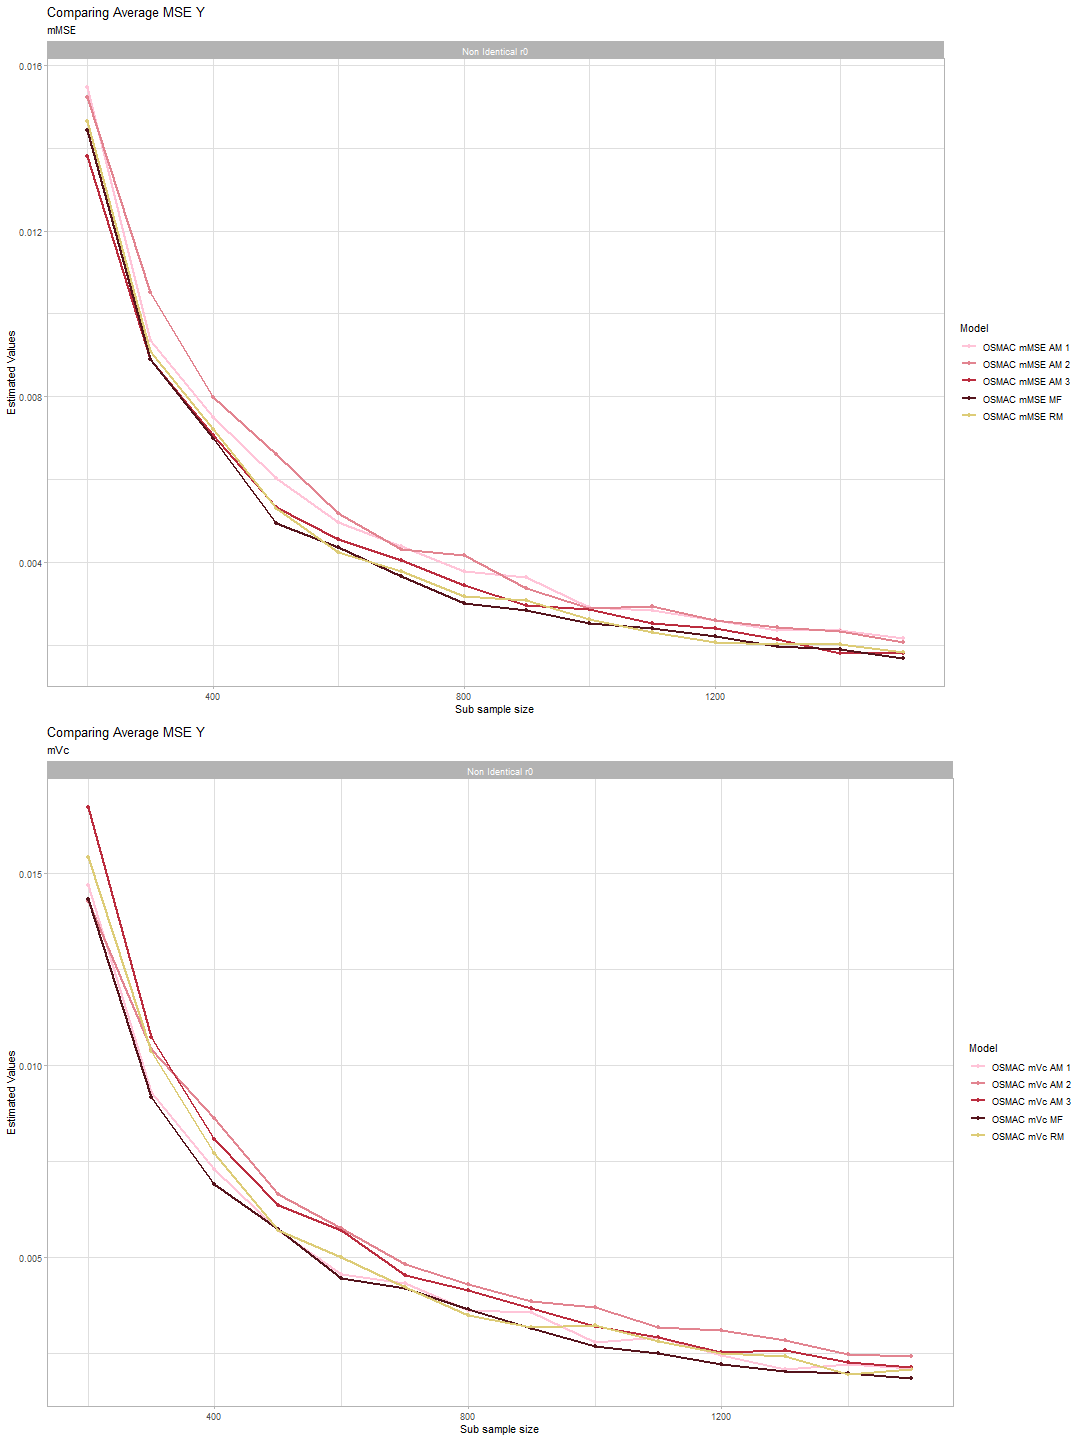 Comparing Average MSE Y
mMSE
Non Identical r0
0.016
0.012
0.008
0.004
Estimated Values
400
800
1200
Sub sample size
Model
OSMAC mMSE AM 1
OSMAC mMSE AM 2
OSMAC mMSE AM 3
OSMAC mMSE MF
OSMAC mMSE RM
Comparing Average MSE Y
mVc
Non Identical r0
0.015
0.010
0.005
Estimated Values
400
800
1200
Sub sample size
Model
OSMAC mVc AM 1
OSMAC mVc AM 2
OSMAC mVc AM 3
OSMAC mVc MF
OSMAC mVc RM